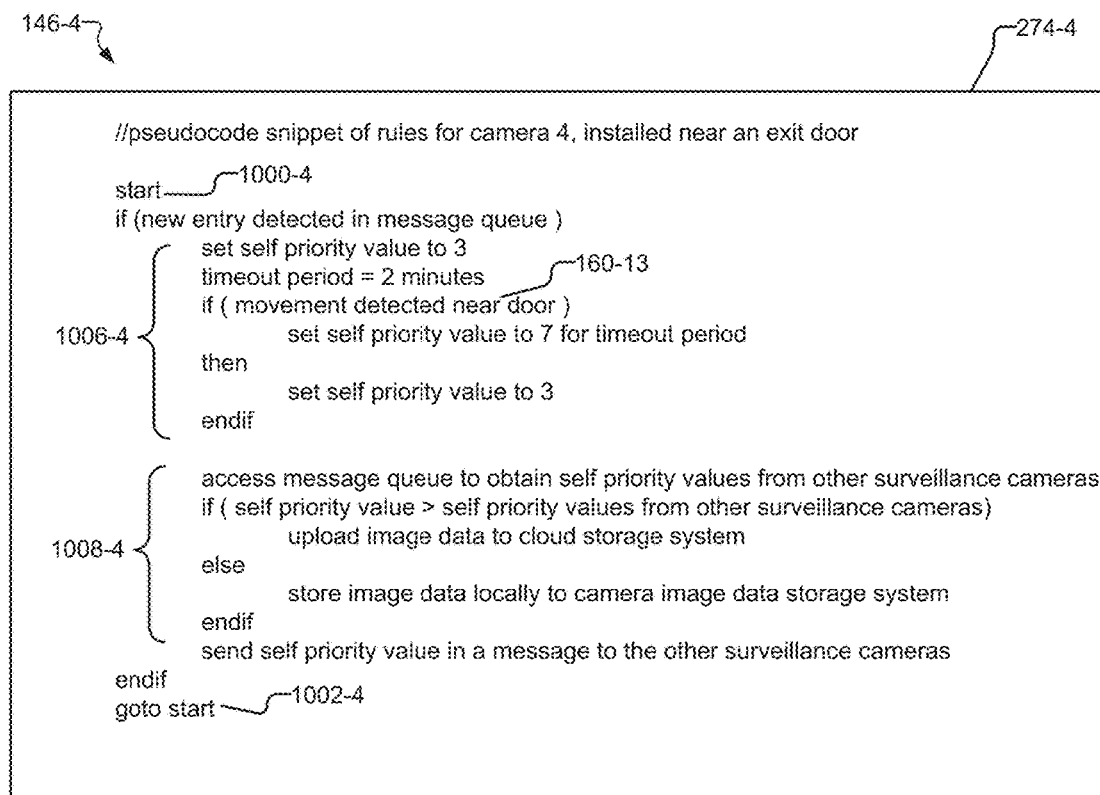 146-4
274-4
//pseudocode snippet of rules for camera 4, installed near an exit door
1000-4
start
if (new entry detected in message queue )
set self priority value to 3
timeout period = 2 minutes
160-13
if ( movement detected near door )
1006-4
set self priority value to 7 for timeout period
then
set self priority value to 3
endif
access message queue to obtain self priority values from other surveillance cameras
if ( self priority value > self priority values from other surveillance cameras)
upload image data to cloud storage system
1008-4
else
store image data locally to camera image data storage system
endif
send self priority value in a message to the other surveillance cameras
endif
1002-4
goto start